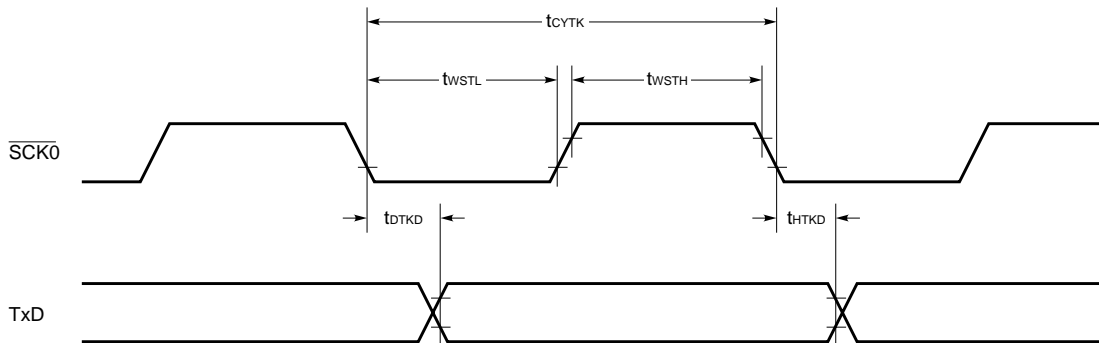 tCYTK
tWSTL tWSTH
SCK0
tDTKD tHTKD
TxD